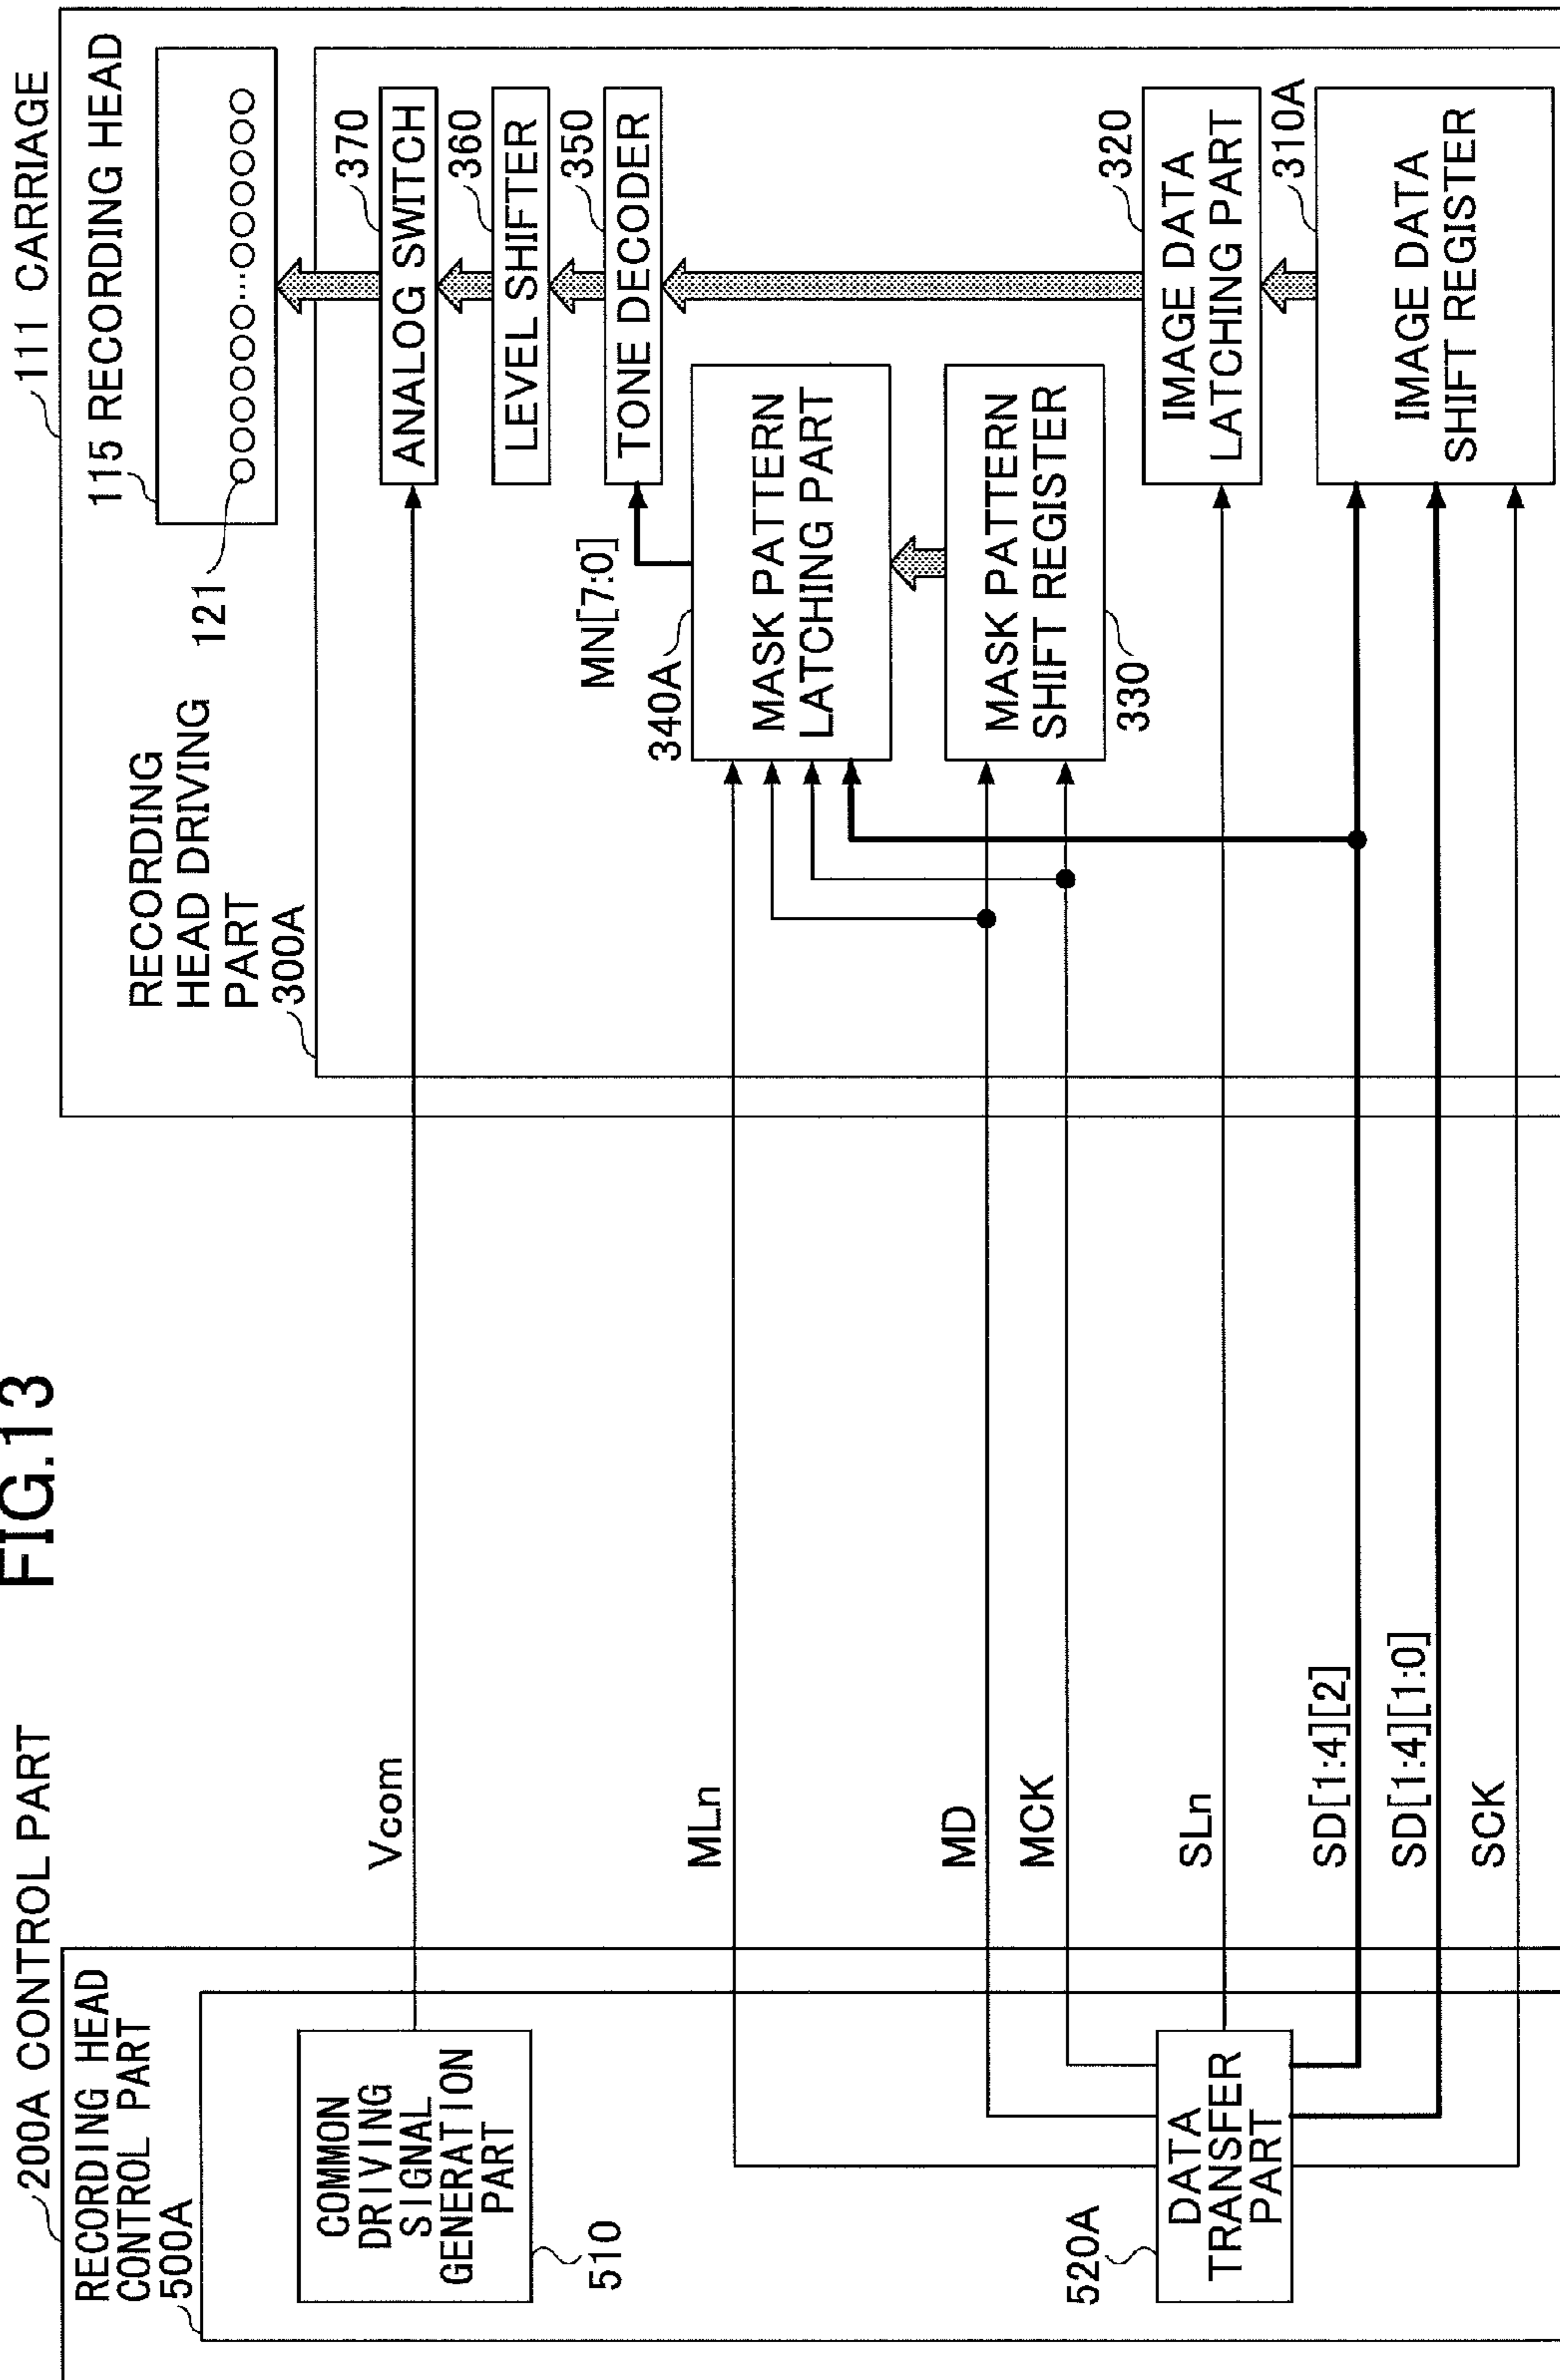 FIG.13
200A CONTROL PART
RECORDING HEAD
CONTROL PART
500A
COMMON
DRIVING
SIGNAL
GENERATION
PART
510
520A
DATA
TRANSFER
PART
Vcom
MLn
MD
MCK
SLn
SD[1:4][2]
SD[1:4][1:0]
SCK
111 CARRIAGE
115 RECORDING HEAD
121
...
RECORDING
HEAD DRIVING
PART
300A
370
ANALOG SWITCH
360
LEVEL SHIFTER
350
TONE DECODER
MN[7:0]
340A
MASK PATTERN
LATCHING PART
MASK PATTERN
SHIFT REGISTER
330
320
IMAGE DATA
LATCHING PART
310A
IMAGE DATA
SHIFT REGISTER